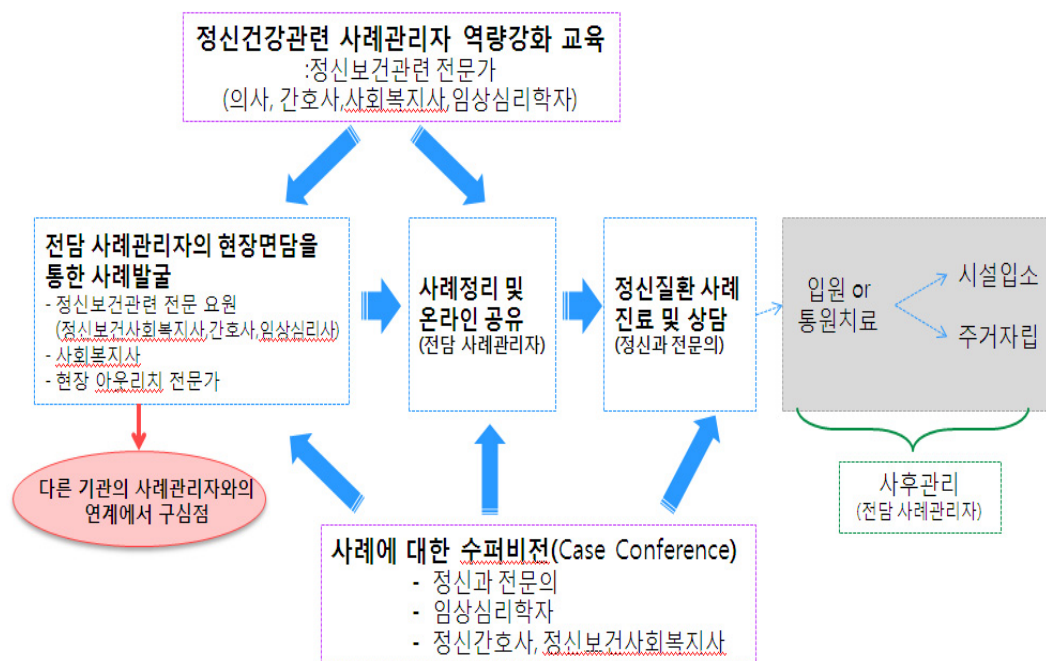 정신건강관련 사례관리자 역량강화 교육
:정신보건관련 전문가
(의사, 간호사,사회복지사,임상심리학자)
전담 사례관리자의 현장면담을
통한 사례발굴
- 정신보건관련 전문 요원
(정신보건사회복지사,간호사,임상심리사)
- 사회복지사
- 현장 아웃리치 전문가
사례정리 및
온라인 공유
(전담 사례관리자)
정신질환 사례
진료 및 상담
(정신과 전문의)
입원 or
통원치료
시설입소
주거자립
다른 기관의 사례관리자와의
연계에서 구심점
사후관리
(전담 사례관리자)
사례에 대한 수퍼비전(Case Conference)
- 정신과 전문의
- 임상심리학자
- 정신간호사, 정신보건사회복지사